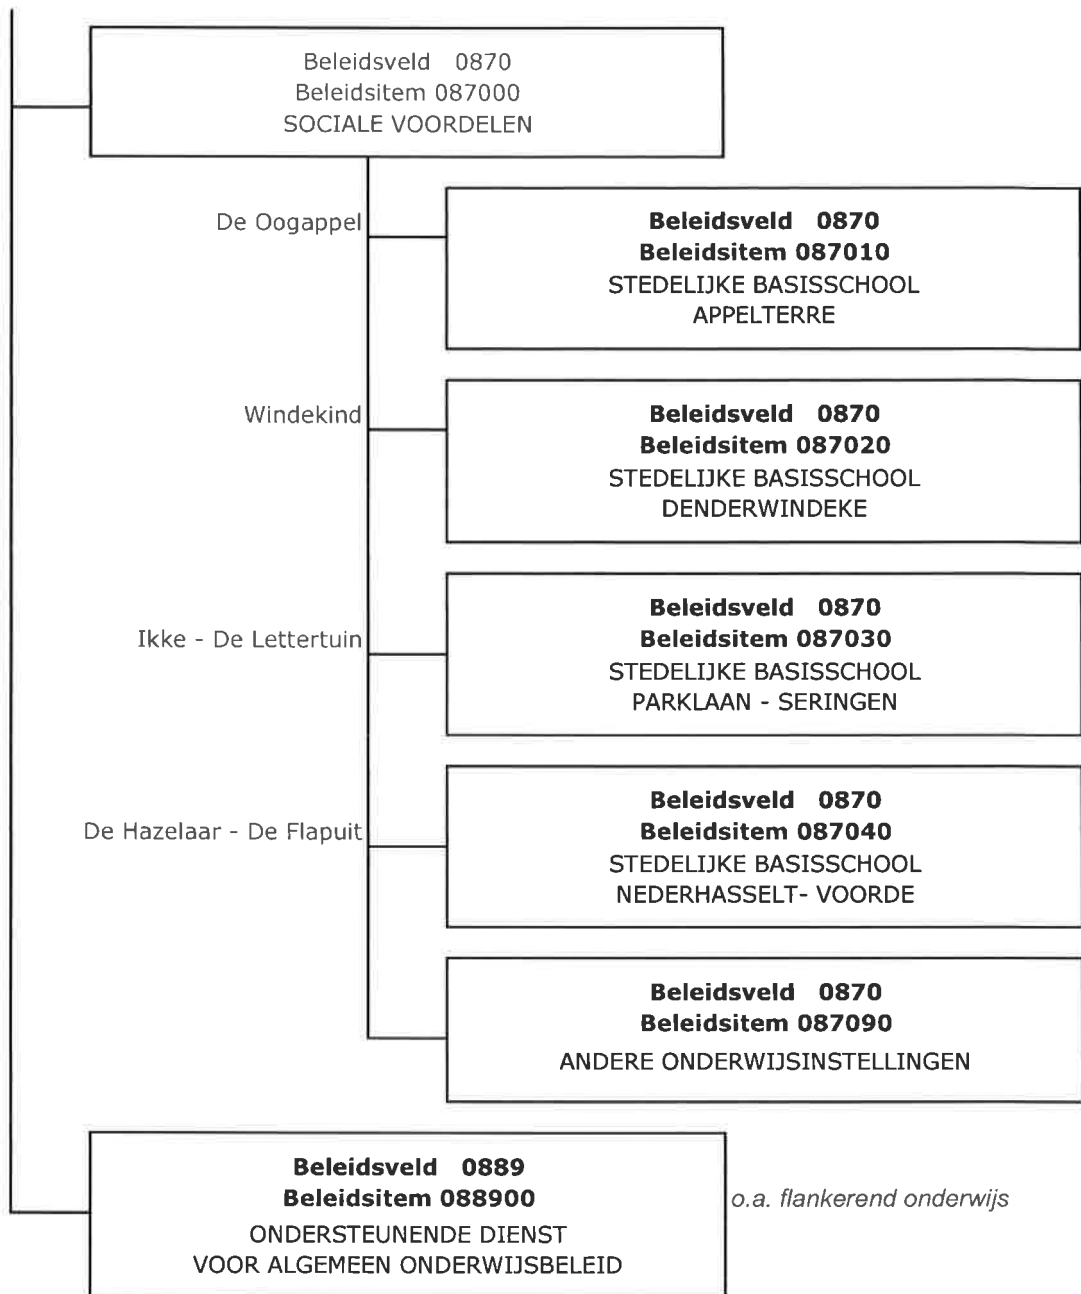 Beleidsveld 0870
Beleidsitem 087000
SOCIALE VOORDELEN
De Oogappel
Beleidsveld 0870
Beleidsitem 087010
STEDELIJKE BASISSCHOOL
APPELTERRE
Windekind
Beleidsveld 0870
Beleidsitem 087020
STEDELIJKE BASISSCHOOL
DENDERWINDEKE
Ikke - De Lettertuin
Beleidsveld 0870
Beleidsitem 087030
STEDELIJKE BASISSCHOOL
PARKLAAN - SERINGEN
De Hazelaar - De Flapuit
Beleidsveld 0870
Beleidsitem 087040
STEDELIJKE BASISSCHOOL
NEDERHASSELT- VOORDE
Beleidsveld 0870
Beleidsitem 087090
ANDERE ONDERWIJSINSTELLINGEN
Beleidsveld 0889
Beleidsitem 088900
ONDERSTEUNENDE DIENST
VOOR ALGEMEEN ONDERWIJSBELEID
o.a. flankerend onderwijs